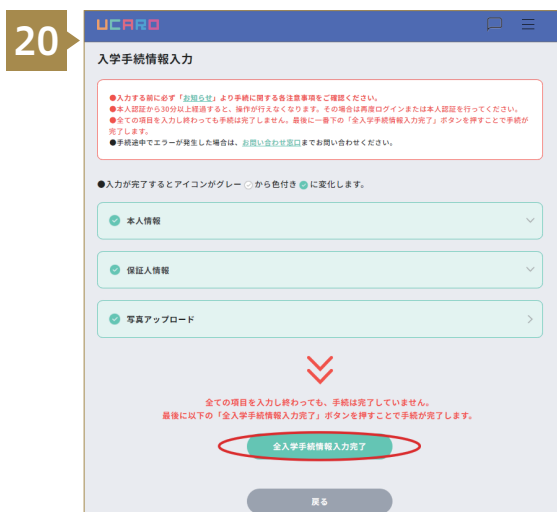 20
UCARO
入学手続情報入力
●入力する前に必ず「お知らせ」より手続に関する各注意事項をご確認ください。
●本人認証から30分以上経過すると、操作が行えなくなります。その場合は再度ログインまたは本人認証を行ってください。
●全ての項目を入力し終わっても手続は完了しません。最後に一番下の「全入学手続情報入力完了」ボタンを押すことで手続が
完了します。
●手続途中でエラーが発生した場合は、お問い合わせ窓口までお問い合わせください。
●入力が完了するとアイコンがグレーから色付きに変化します。
本人情報
保証人情報
写真アップロード
全ての項目を入力し終わっても、手続は完了していません。
最後に以下の「全入学手続情報入力完了」ボタンを押すことで手続が完了します。
全入学手続情報入力完了
戻る